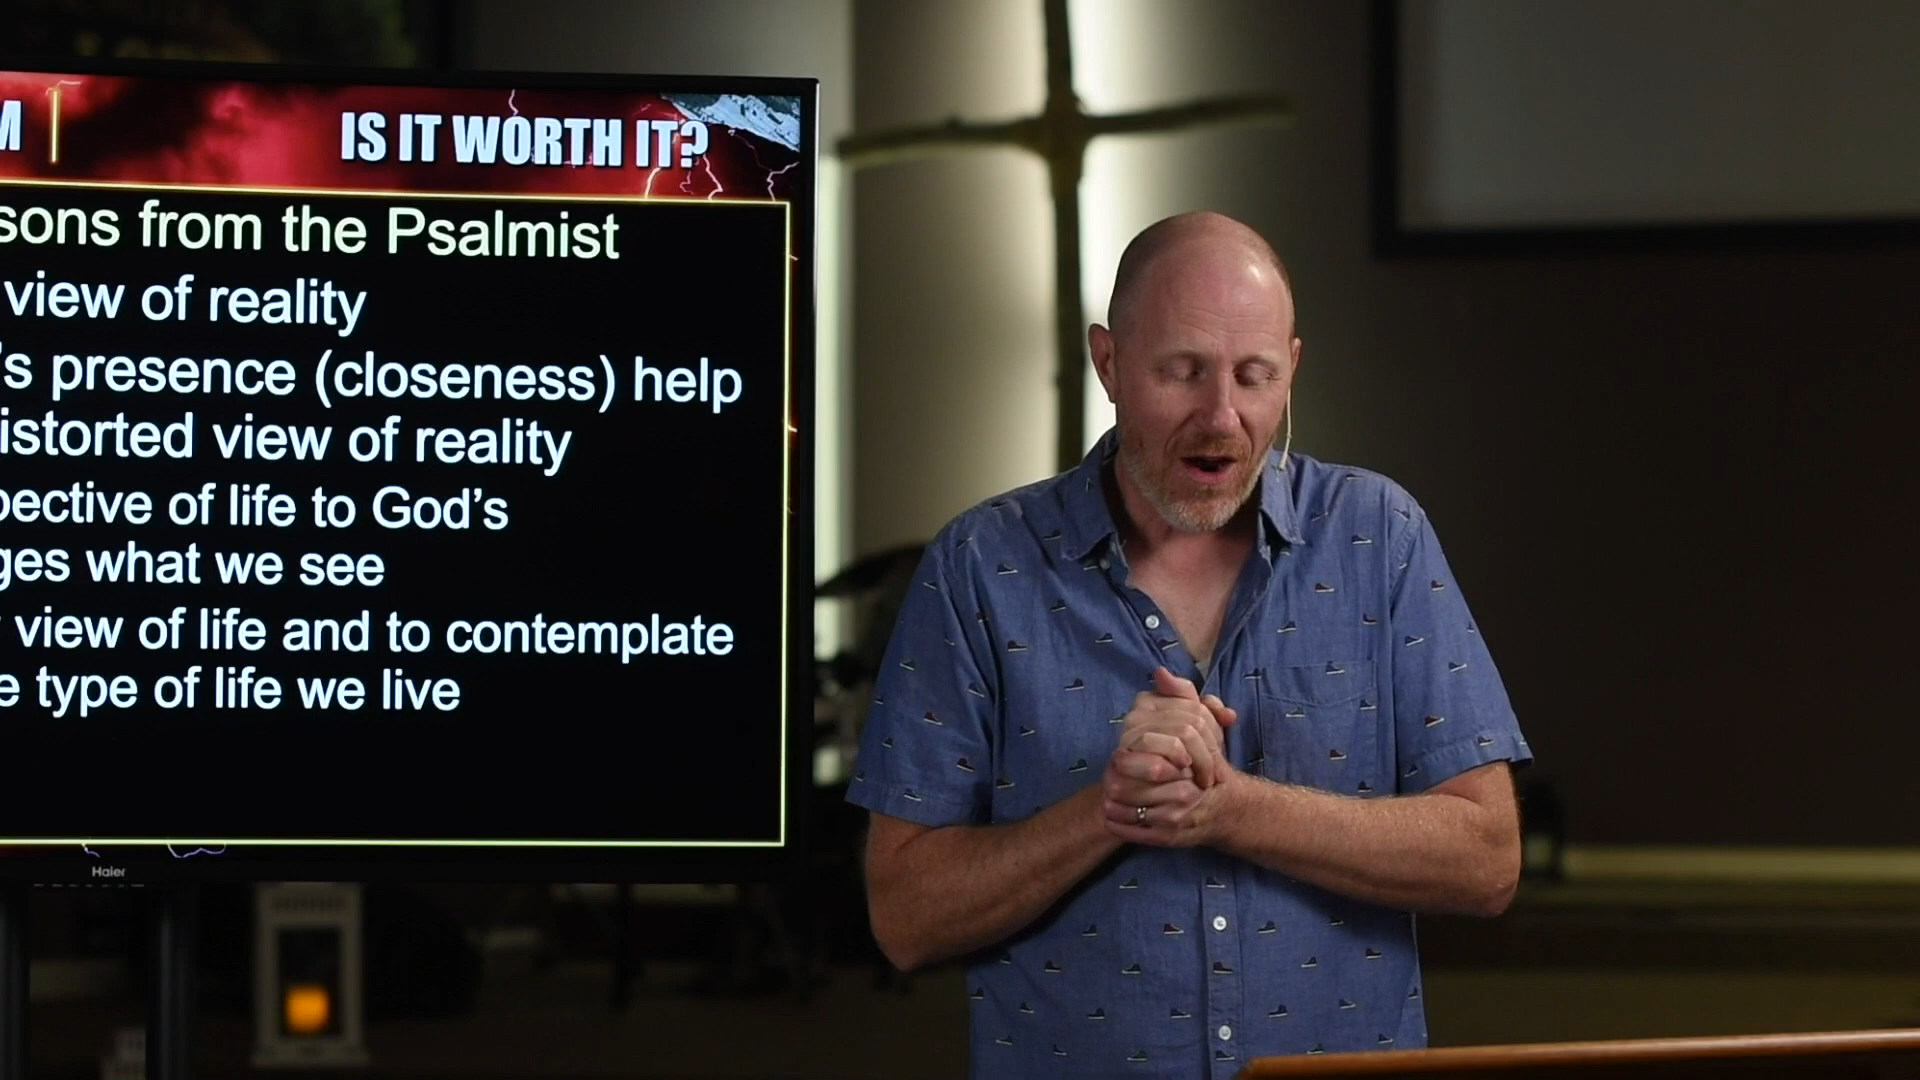 M
IS IT WORTH IT?
sons from the Psalmist
view of reality
's presence (closeness) help
istorted view of reality
pective of life to God's
ges what we see
view of life and to contemplate
e type of life we live
Haier